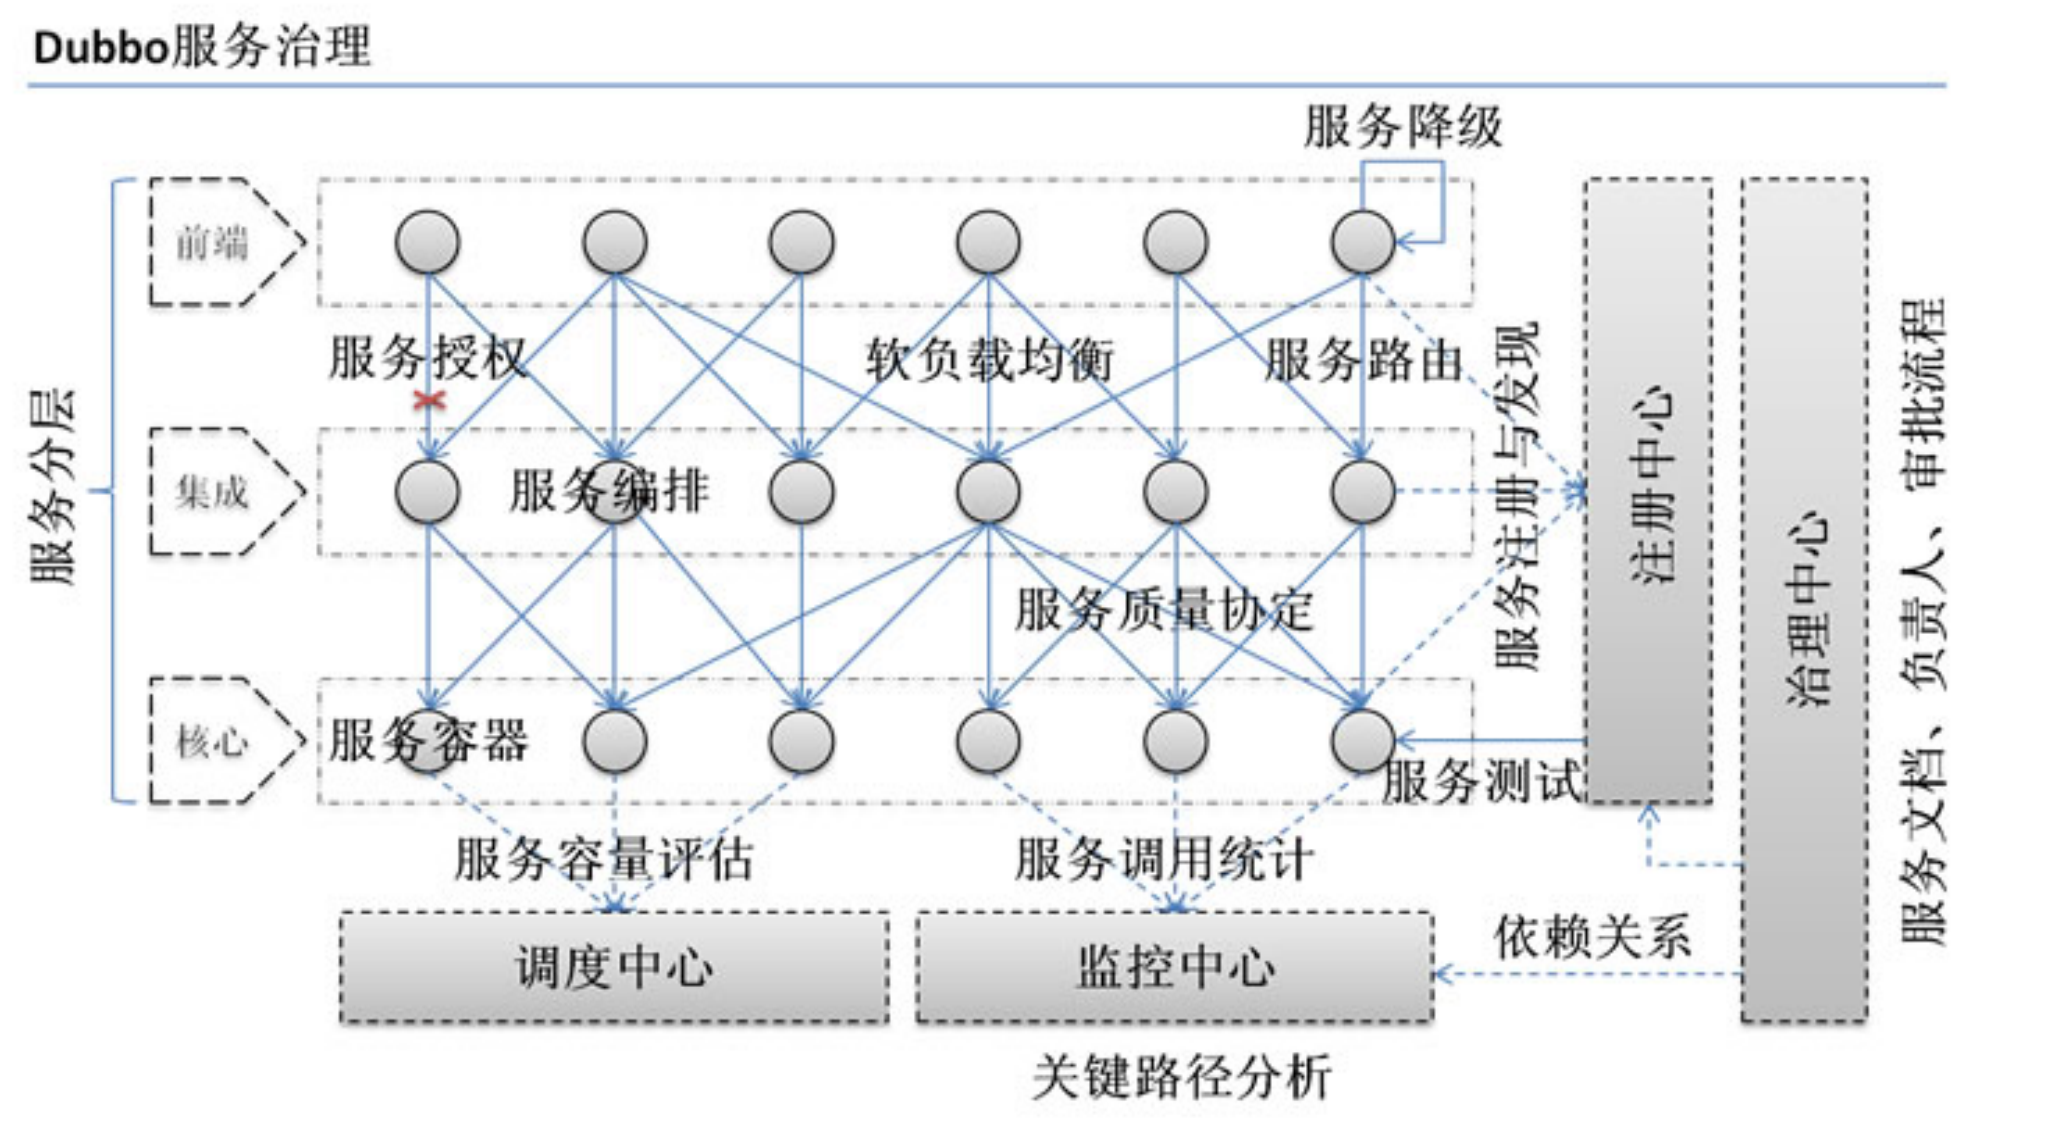 Dubbo服务治理
服务降级
前端
服务授权
软负载均衡
服务路由
服务分层
集成
服务编排
服务注册与发现
注册中心
治理中心
服务文档、负责人、审批流程
服务质量协定
核心
服务容器
服务测试
服务容量评估
服务调用统计
调度中心
监控中心
依赖关系
关键路径分析